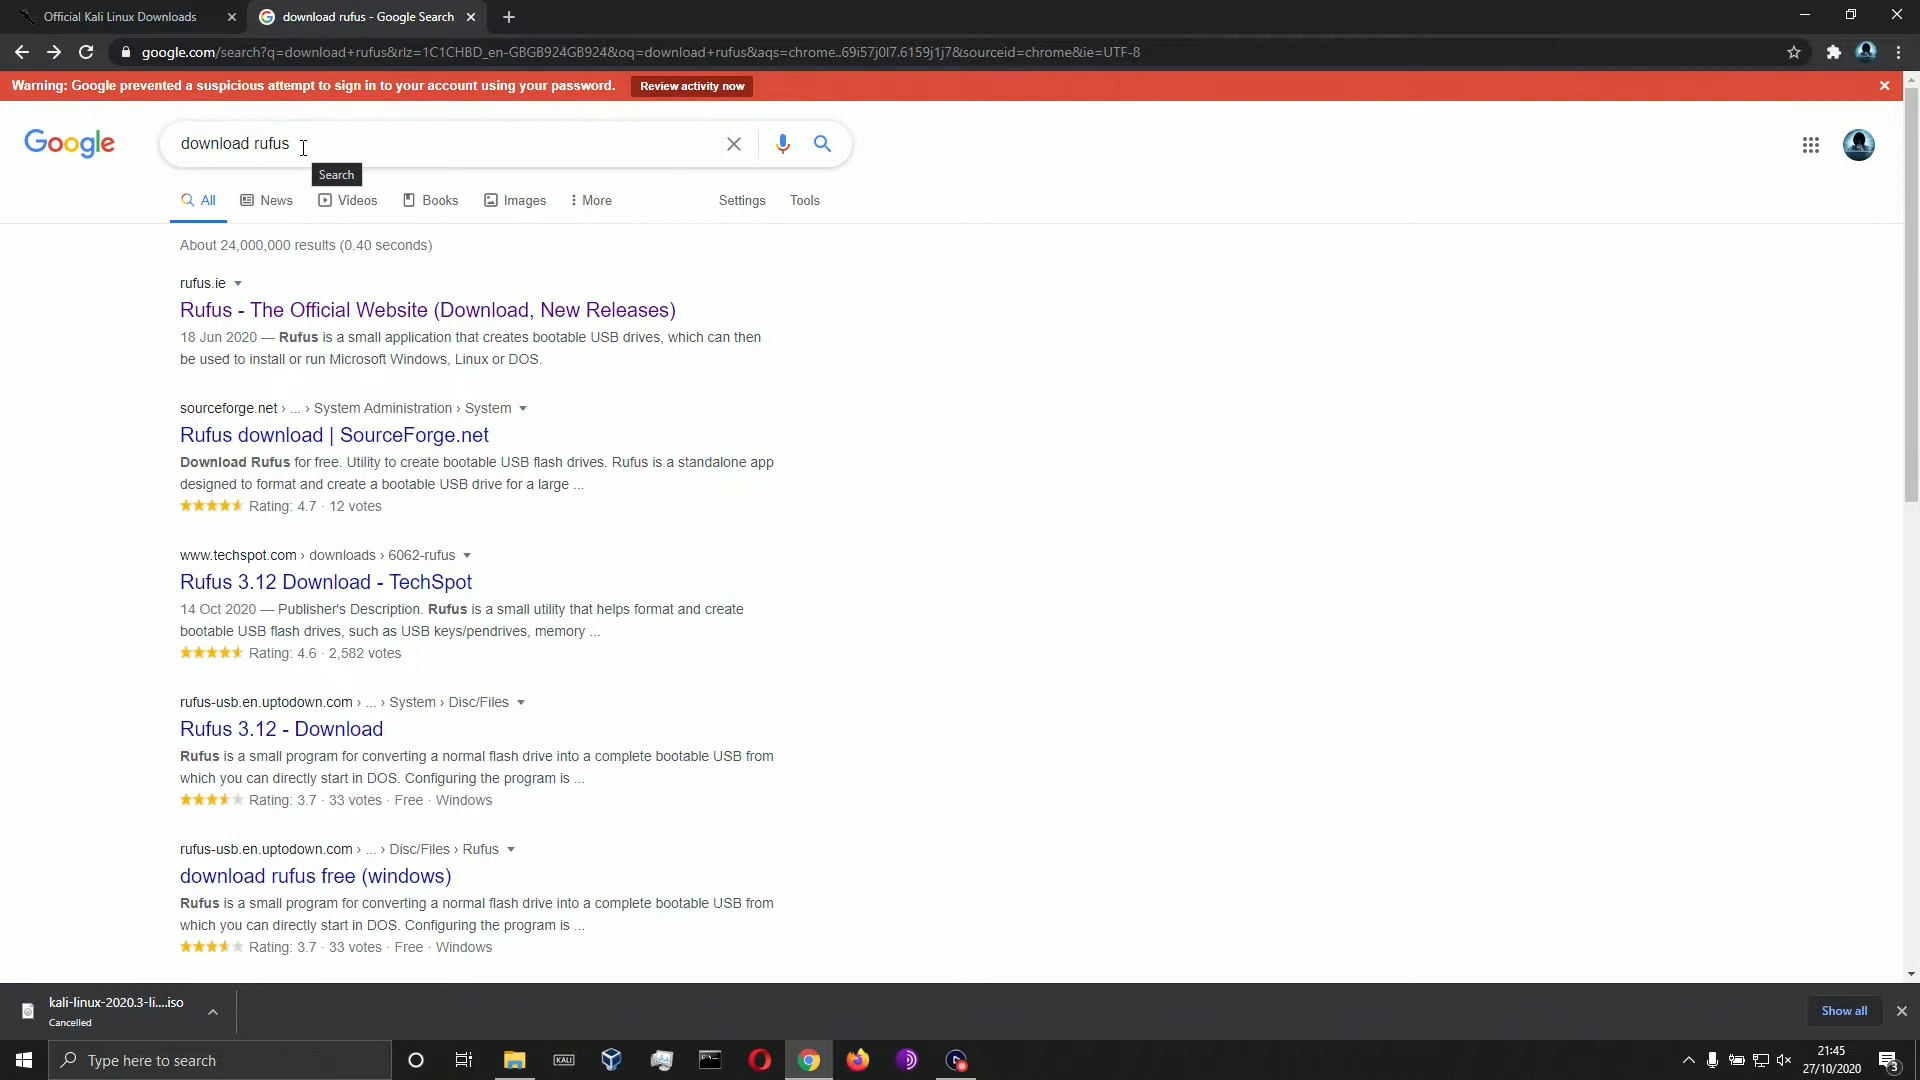 Official Kali Linux Downloads
download rufus - Google Search
google.com/search?q=download+rufus&rlz=1C1CHBD_en-GBGB924GB924&oq=download+rufus&aqs=chrome..69i57j0l7.6159j1j7&sourceid=chrome&ie=UTF-8
Warning: Google prevented a suspicious attempt to sign in to your account using your password. Review activity now
Google
download rufus
Search
All News Videos Books Images More Settings Tools
About 24,000,000 results (0.40 seconds)
rufus.ie
Rufus - The Official Website (Download, New Releases)
18 Jun 2020 — Rufus is a small application that creates bootable USB drives, which can then
be used to install or run Microsoft Windows, Linux or DOS.
sourceforge.net › ... › System Administration › System
Rufus download | SourceForge.net
Download Rufus for free. Utility to create bootable USB flash drives. Rufus is a standalone app
designed to format and create a bootable USB drive for a large ...
Rating: 4.7 · 12 votes
www.techspot.com › downloads › 6062-rufus
Rufus 3.12 Download - TechSpot
14 Oct 2020 — Publisher's Description. Rufus is a small utility that helps format and create
bootable USB flash drives, such as USB keys/pendrives, memory ...
Rating: 4.6 · 2,582 votes
rufus-usb.en.uptodown.com › ... › System › Disc/Files
Rufus 3.12 - Download
Rufus is a small program for converting a normal flash drive into a complete bootable USB from
which you can directly start in DOS. Configuring the program is ...
Rating: 3.7 · 33 votes · Free · Windows
rufus-usb.en.uptodown.com › ... › Disc/Files › Rufus
download rufus free (windows)
Rufus is a small program for converting a normal flash drive into a complete bootable USB from
which you can directly start in DOS. Configuring the program is ...
Rating: 3.7 · 33 votes · Free · Windows
kali-linux-2020.3-li....iso
Cancelled
Show all
Type here to search
KALI
21:45
27/10/2020
3